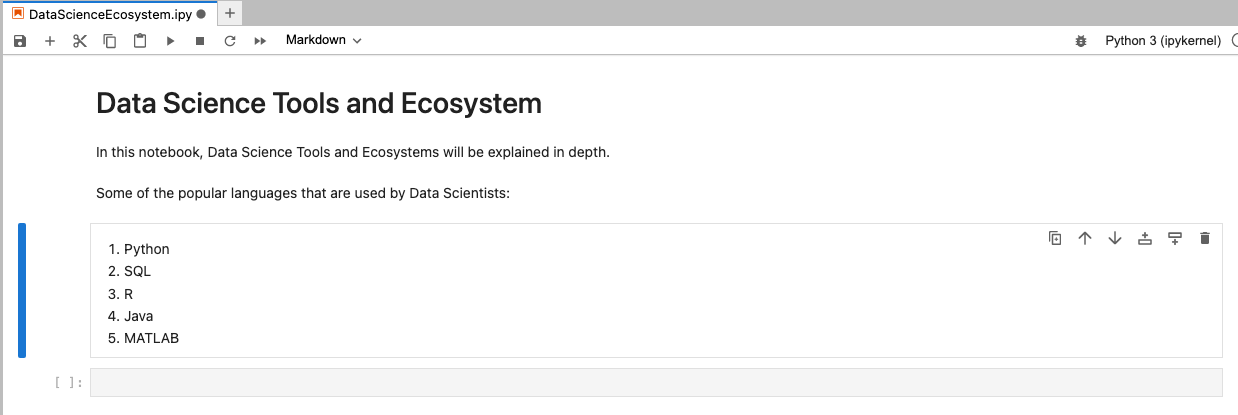 DataScienceEcosystem.ipy
Markdown
Python 3 (ipykernel)
Data Science Tools and Ecosystem
In this notebook, Data Science Tools and Ecosystems will be explained in depth.
Some of the popular languages that are used by Data Scientists:
1. Python
2. SQL
3. R
4. Java
5. MATLAB
[ ]: